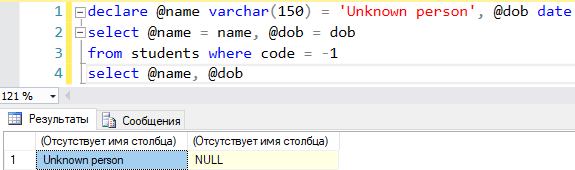 1 declare @name varchar(150) = 'Unknown person', @dob date
2 select @name = name, @dob = dob
3 from students where code = -1
4 select @name, @dob
121 %
Результаты Сообщения
(Отсутствует имя столбца) (Отсутствует имя столбца)
1 Unknown person NULL